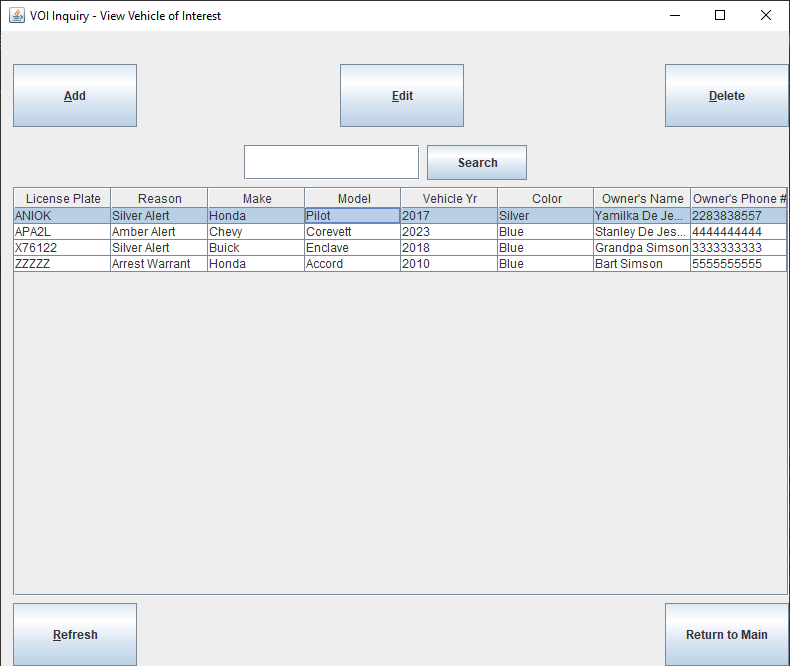 VOI Inquiry - View Vehicle of Interest
Add Edit Delete
Search
License Plate Reason Make Model Vehicle Yr Color Owner's Name Owner's Phone #
ANIOK Silver Alert Honda Pilot 2017 Silver Yamilka De Je... 2283838557
APA2L Amber Alert Chevy Corevett 2023 Blue Stanley De Jes... 4444444444
X76122 Silver Alert Buick Enclave 2018 Blue Grandpa Simson 3333333333
ZZZZZ Arrest Warrant Honda Accord 2010 Blue Bart Simson 5555555555
Refresh Return to Main